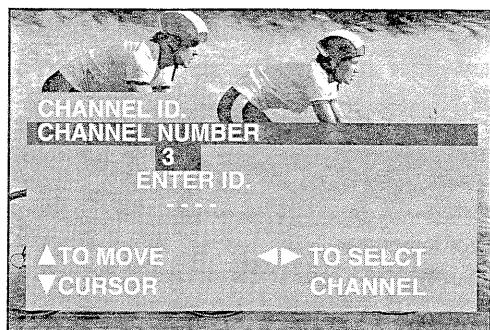 CHANNEL ID.
CHANNEL NUMBER
3
ENTER ID.
- - - -
▲TO MOVE ◀▶ TO SELCT
▼CURSOR CHANNEL